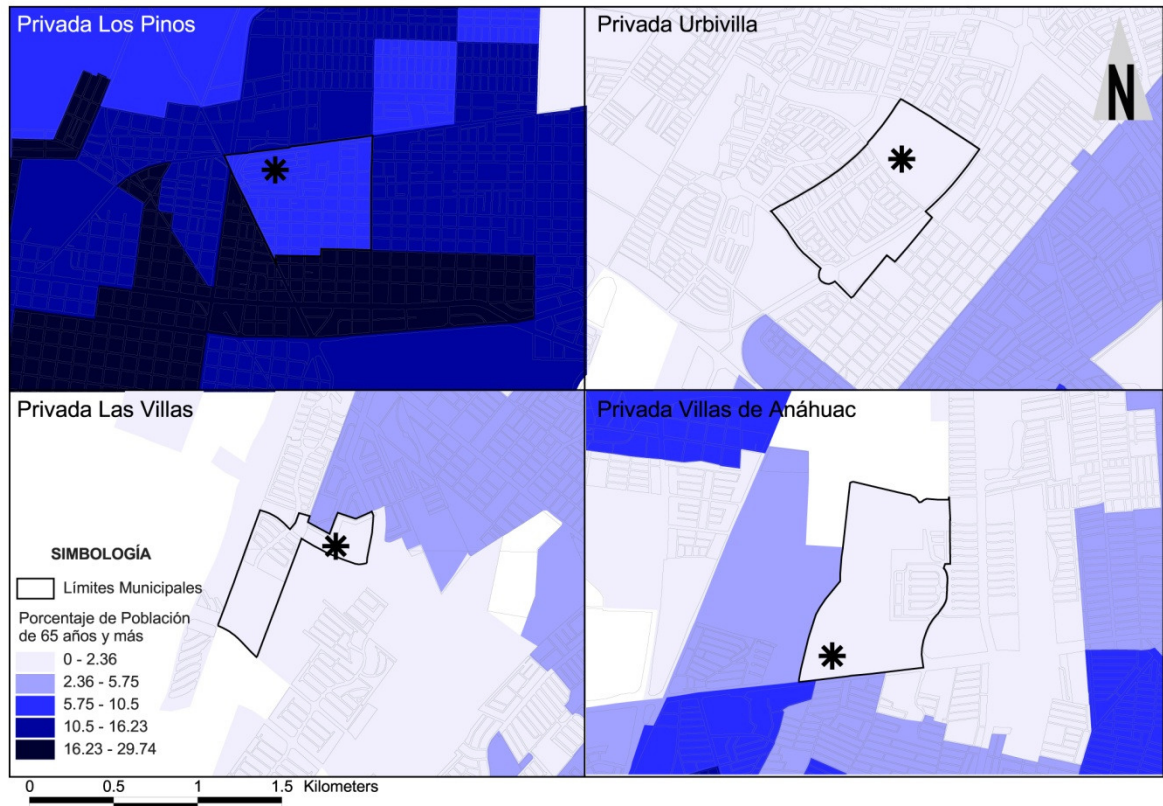 Privada Los Pinos
Privada Urbivilla
N
Privada Las Villas
Privada Villas de Anáhuac
SIMBOLOGÍA
Límites Municipales
Porcentaje de Población
de 65 años y más
0 - 2.36
2.36 - 5.75
5.75 - 10.5
10.5 - 16.23
16.23 - 29.74
0 0.5 1 1.5 Kilometers